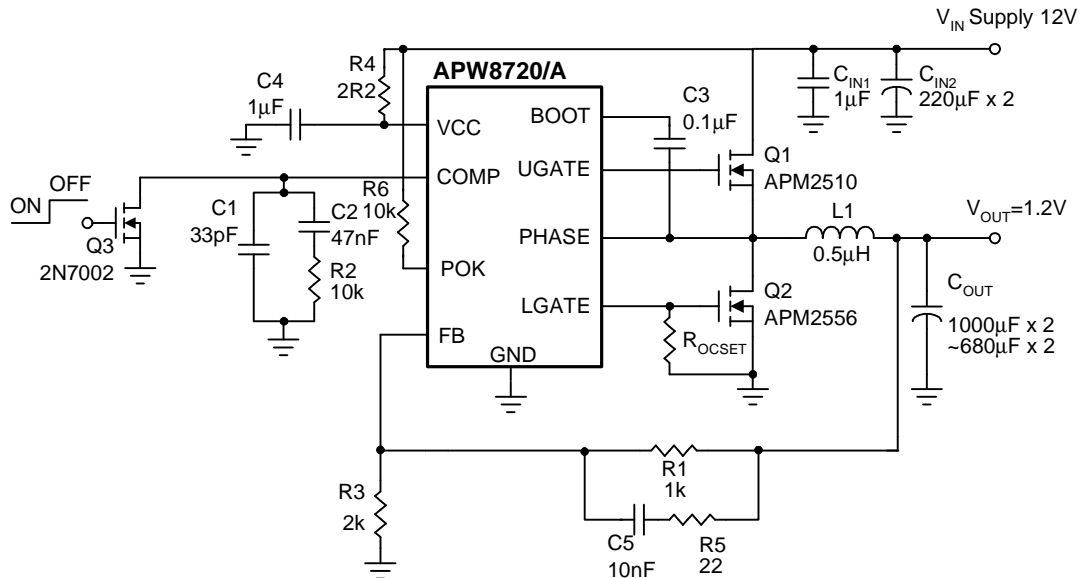 V_IN Supply 12V
R4
2R2
C4
1μF
APW8720/A
C3
0.1μF
C_IN1
1μF
C_IN2
220μF x 2
BOOT
VCC
UGATE
Q1
APM2510
COMP
ON
OFF
Q3
2N7002
C1
33pF
C2
47nF
R2
10k
R6
10k
PHASE
L1
0.5μH
V_OUT=1.2V
POK
LGATE
Q2
APM2556
R_OCSET
C_OUT
1000μF x 2
~680μF x 2
FB
GND
R1
1k
R3
2k
C5
10nF
R5
22